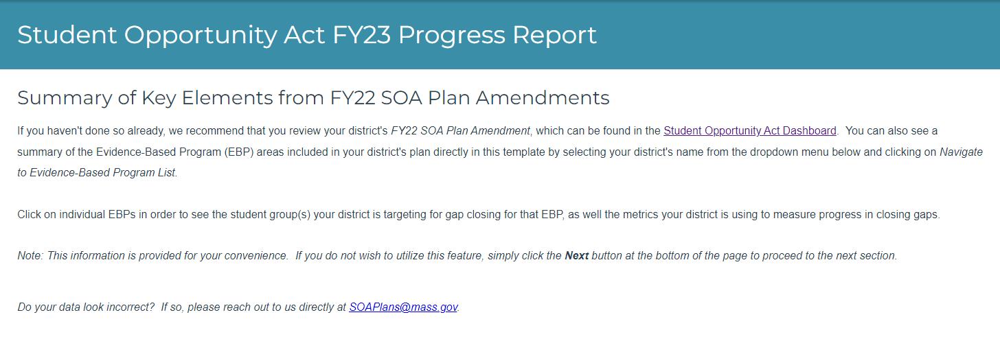 Student Opportunity Act FY23 Progress Report
Summary of Key Elements from FY22 SOA Plan Amendments
If you haven't done so already, we recommend that you review your district's FY22 SOA Plan Amendment, which can be found in the Student Opportunity Act Dashboard.  You can also see a
summary of the Evidence-Based Program (EBP) areas included in your district's plan directly in this template by selecting your district's name from the dropdown menu below and clicking on Navigate
to Evidence-Based Program List.
Click on individual EBPs in order to see the student group(s) your district is targeting for gap closing for that EBP, as well the metrics your district is using to measure progress in closing gaps.
Note: This information is provided for your convenience.  If you do not wish to utilize this feature, simply click the Next button at the bottom of the page to proceed to the next section.
Do your data look incorrect?  If so, please reach out to us directly at SOAPlans@mass.gov.